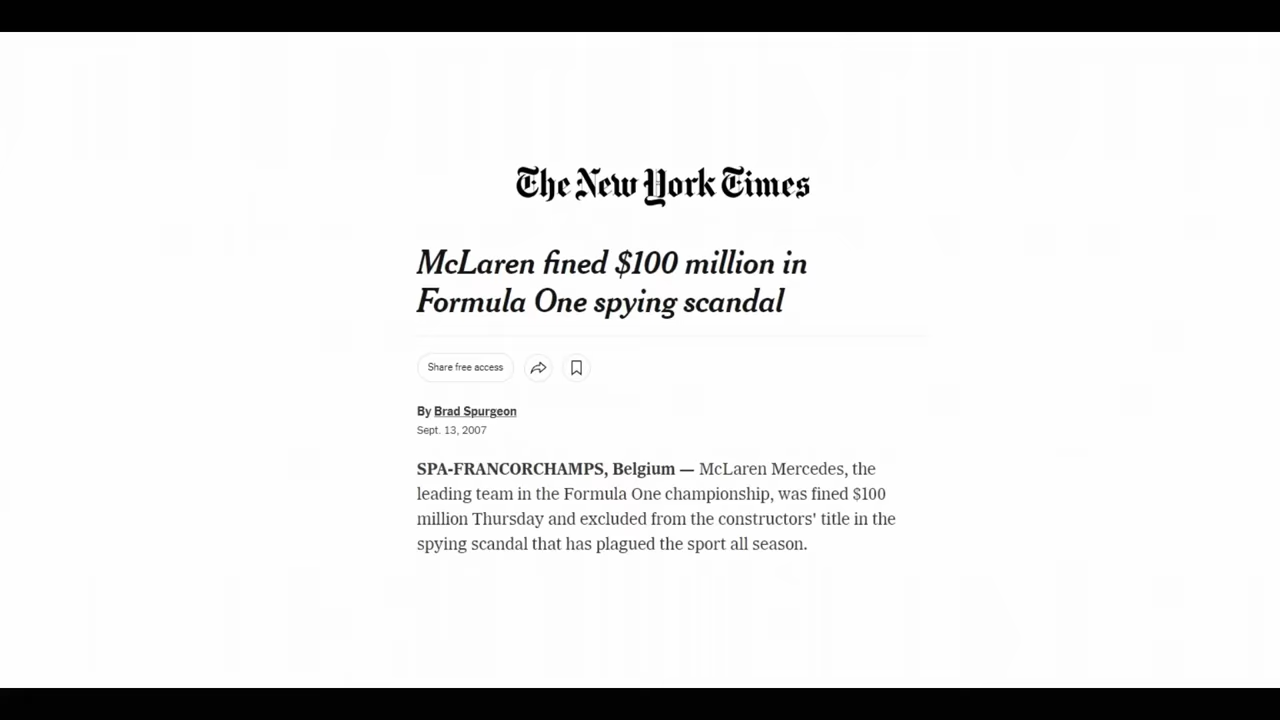 The New York Times
McLaren fined $100 million in
Formula One spying scandal
Share free access
By Brad Spurgeon
Sept. 13, 2007
SPA-FRANCORCHAMPS, Belgium — McLaren Mercedes, the
leading team in the Formula One championship, was fined $100
million Thursday and excluded from the constructors' title in the
spying scandal that has plagued the sport all season.